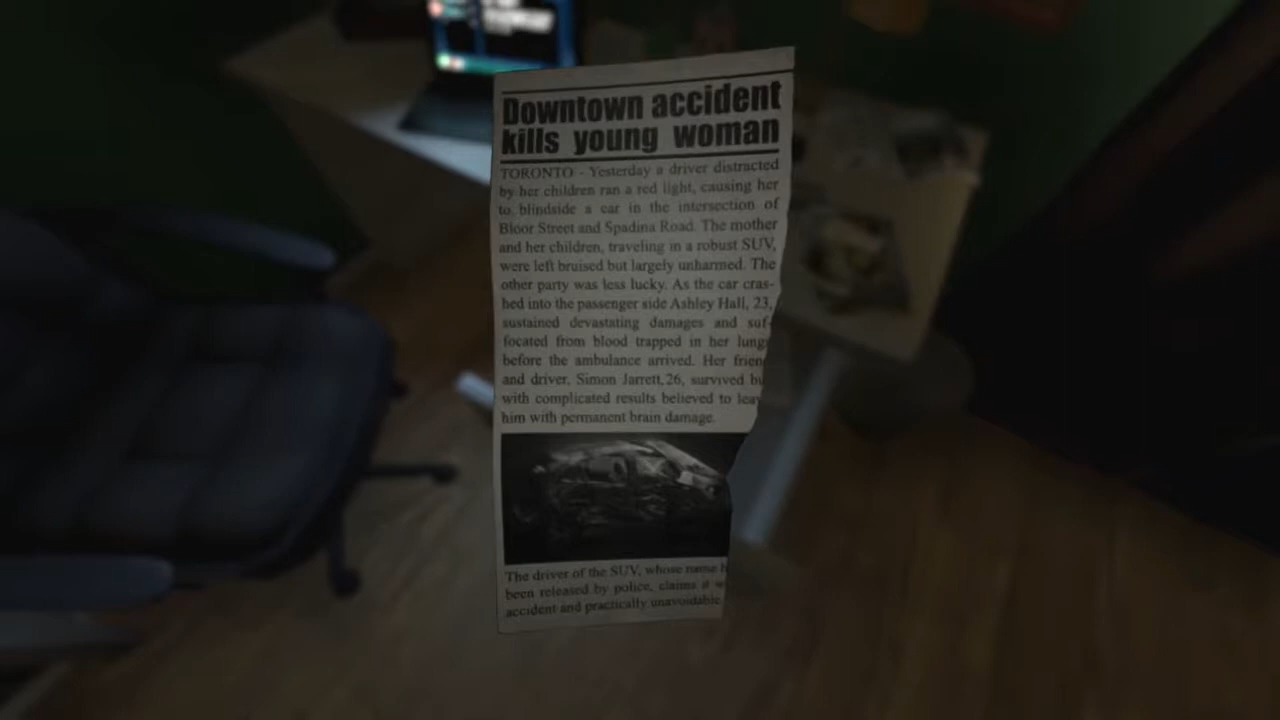 Downtown accident
kills young woman
TORONTO - Yesterday a driver distracted
by her children ran a red light, causing her
to blindside a car in the intersection of
Bloor Street and Spadina Road. The mother
and her children, traveling in a robust SUV,
were left bruised but largely unharmed. The
other party was less lucky. As the car cras-
hed into the passenger side Ashley Hall, 23,
sustained devastating damages and suf-
focated from blood trapped in her lungs
before the ambulance arrived. Her frien
and driver, Simon Jarrett, 26, survived bu
with complicated results believed to leav
him with permanent brain damage.
The driver of the SUV, whose name h
been released by police, claims it w
accident and practically unavoidable